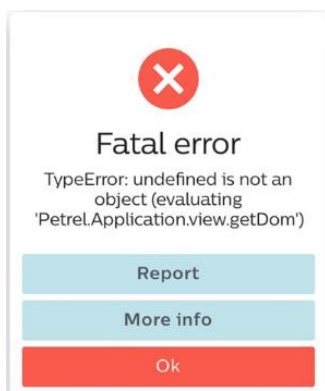 Fatal error
TypeError: undefined is not an
object (evaluating
'Petrel.Application.view.getDom')
Report
More info
Ok